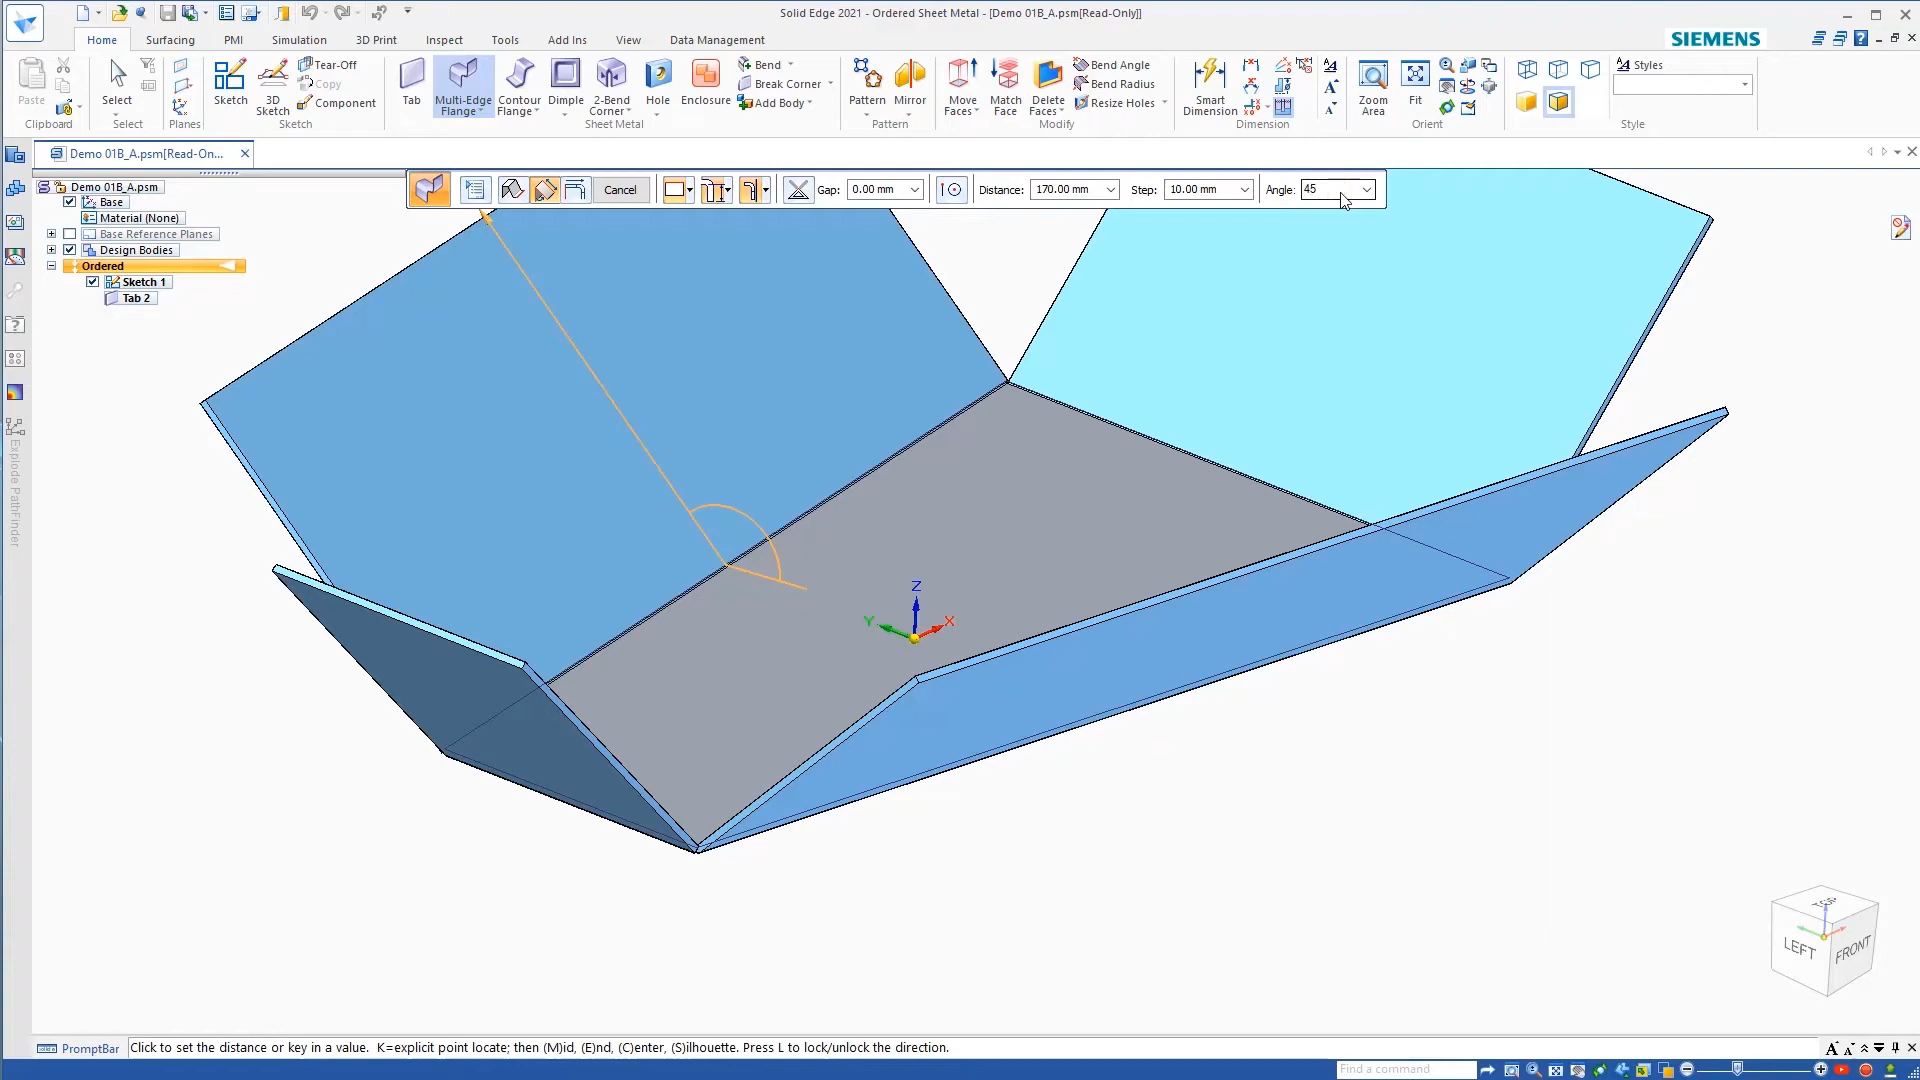 Solid Edge 2021 - Ordered Sheet Metal - [Demo 01B_A.psm[Read-Only]]
Home Surfacing PMI Simulation 3D Print Inspect Tools Add Ins View Data Management
SIEMENS
Paste
Clipboard
Select
Select
Planes
Sketch
3D Sketch
Tear-Off
Copy
Component
Sketch
Tab
Multi-Edge Flange
Contour Flange
Dimple
2-Bend Corner
Hole
Enclosure
Bend
Break Corner
Add Body
Sheet Metal
Pattern
Mirror
Pattern
Move Faces
Match Face
Delete Faces
Bend Angle
Bend Radius
Resize Holes
Modify
Smart Dimension
Dimension
Zoom Area
Fit
Orient
Styles
Style
Demo 01B_A.psm[Read-On...
Cancel Gap: 0.00 mm Distance: 170.00 mm Step: 10.00 mm Angle: 45
Demo 01B_A.psm
Base
Material (None)
Base Reference Planes
Design Bodies
Ordered
Sketch 1
Tab 2
Explode PathFinder
Z
Y
X
TOP
LEFT
FRONT
PromptBar
Click to set the distance or key in a value. K=explicit point locate; then (M)id, (E)nd, (C)enter, (S)ilhouette. Press L to lock/unlock the direction.
Find a command